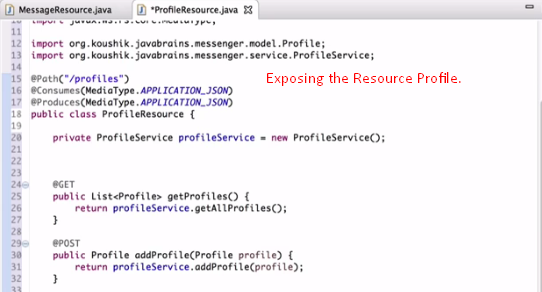 MessageResource.java *ProfileResource.java
10 import javax.ws.rs.core.MediaType;
11
12 import org.koushik.javabrains.messenger.model.Profile;
13 import org.koushik.javabrains.messenger.service.ProfileService;
14
15 @Path("/profiles") Exposing the Resource Profile.
16 @Consumes(MediaType.APPLICATION_JSON)
17 @Produces(MediaType.APPLICATION_JSON)
18 public class ProfileResource {
19
20 private ProfileService profileService = new ProfileService();
21
22
23
24 @GET
25 public List<Profile> getProfiles() {
26 return profileService.getAllProfiles();
27 }
28
29 @POST
30 public Profile addProfile(Profile profile) {
31 return profileService.addProfile(profile);
32 }
33